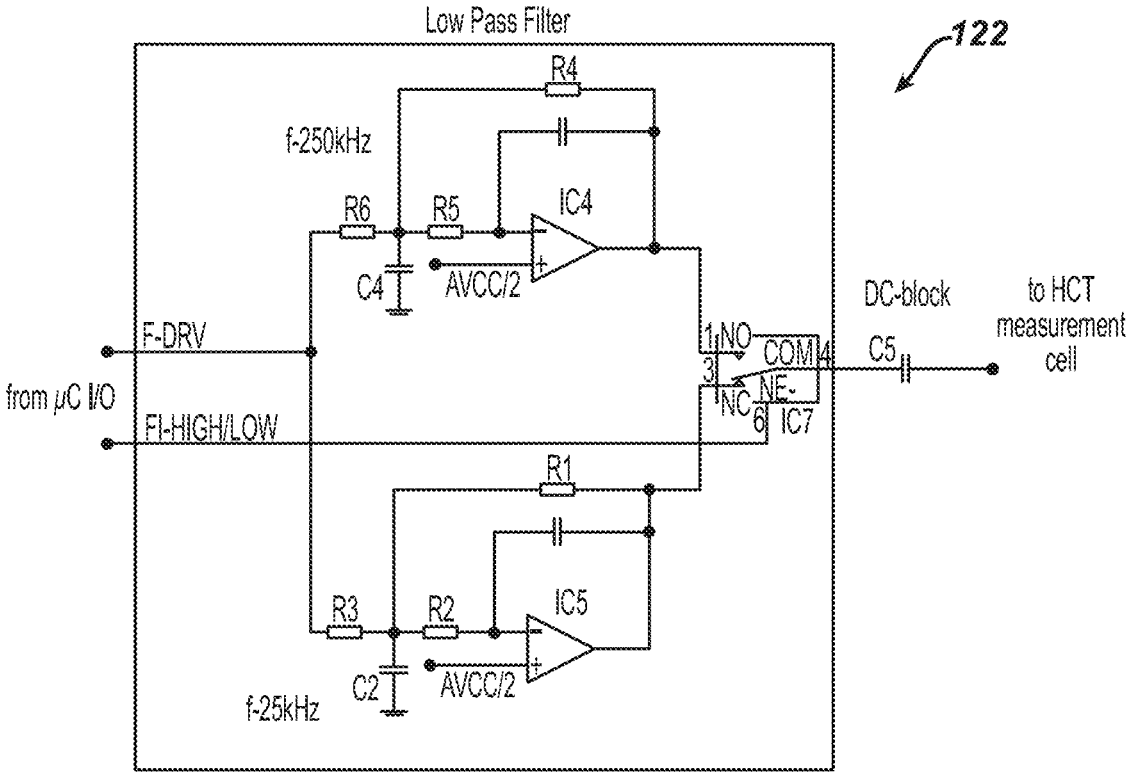 Low Pass Filter
122
R4
f-250kHz
IC4
R6
R5
C4
AVCC/2
F-DRV
from µC I/O
FI-HIGH/LOW
1
NO
COM
4
3
NC
NE-
6
IC7
DC-block
C5
to HCT
measurement
cell
R1
IC5
R3
R2
C2
AVCC/2
f-25kHz